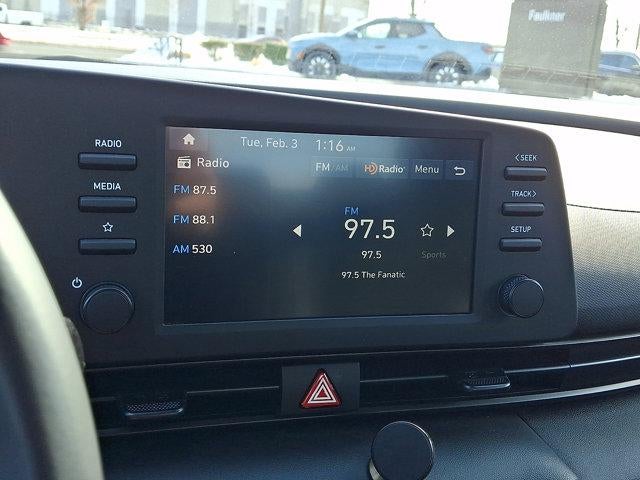 Faulkner
RADIO
MEDIA
Tue, Feb. 3 1:16 AM
Radio
FM/AM HD Radio Menu
FM 87.5
FM 88.1
AM 530
FM
97.5
97.5
Sports
97.5 The Fanatic
<SEEK
TRACK>
SETUP